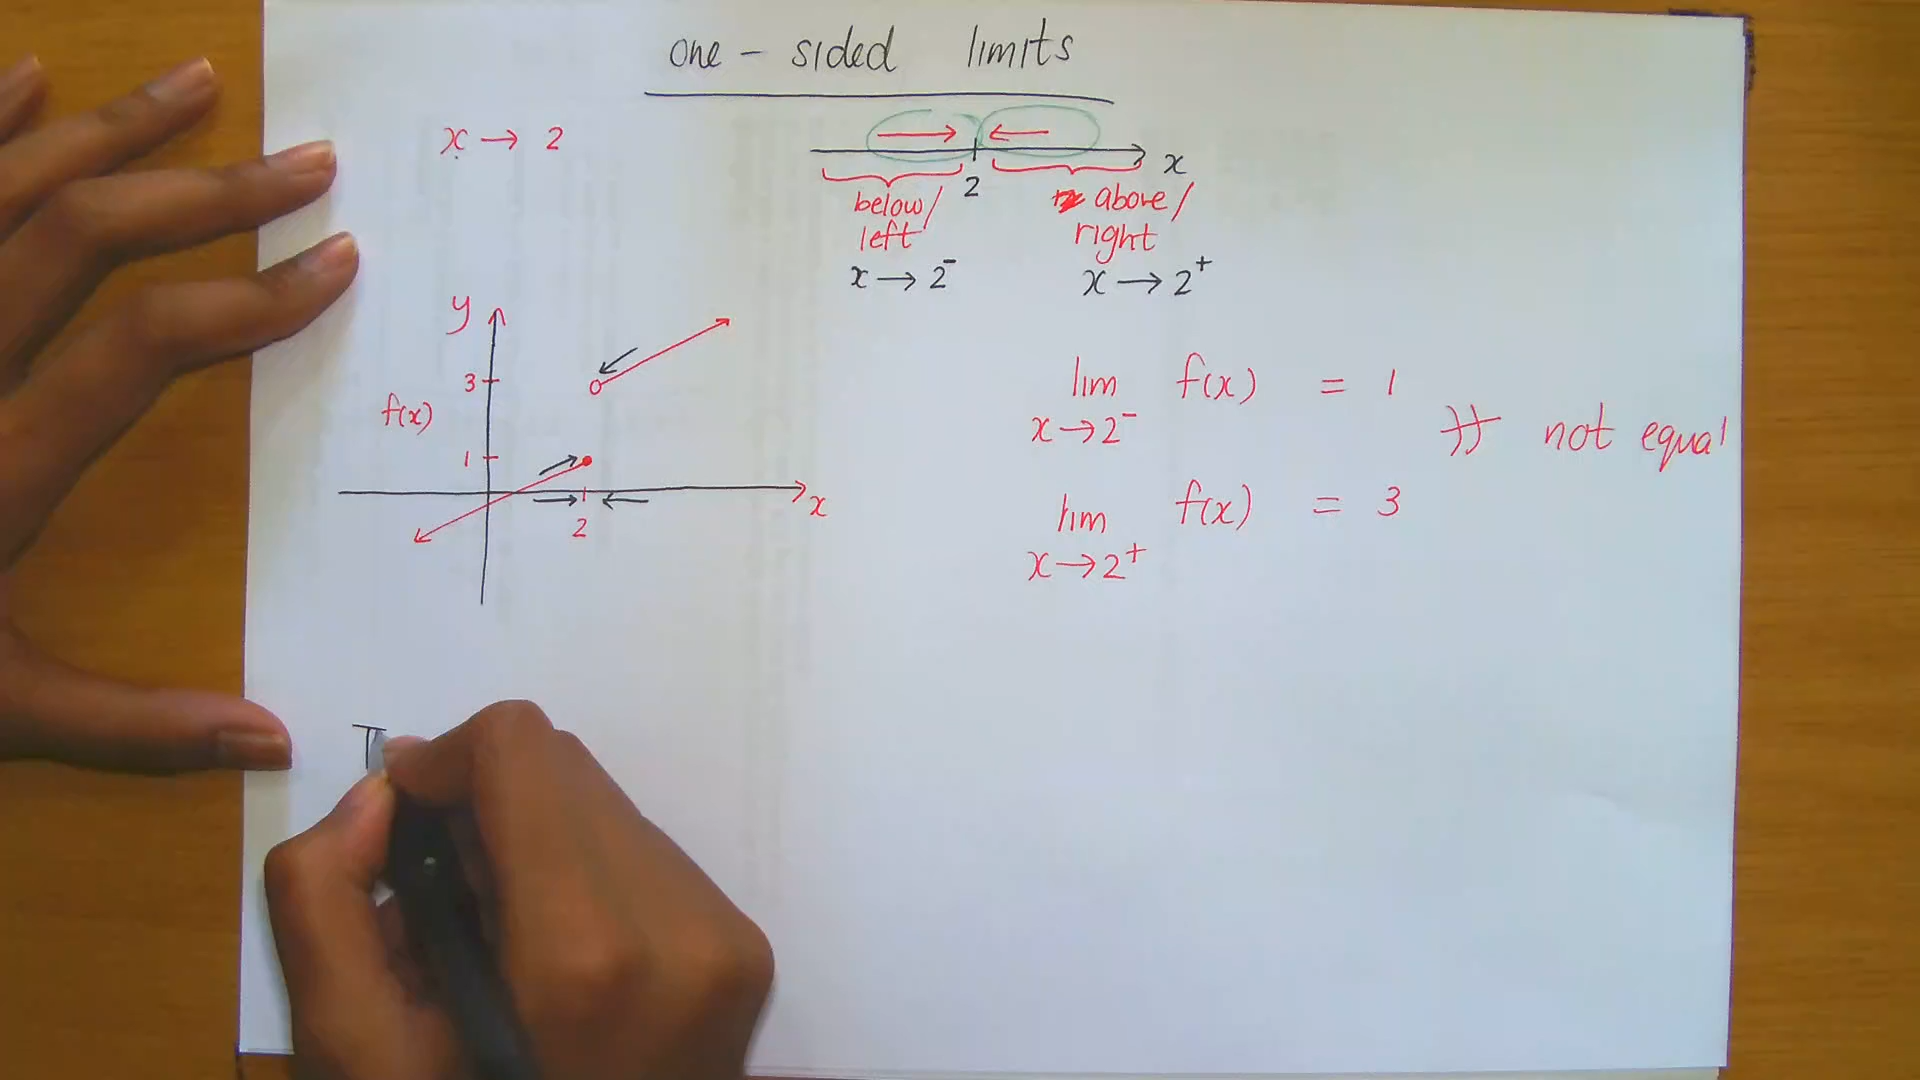 one - sided limits
x → 2
x
2
below/
left
above/
right
x → 2⁻
x → 2⁺
y
3
f(x)
1
x
2
lim f(x) = 1
x→2⁻
not equal
lim f(x) = 3
x→2⁺
T